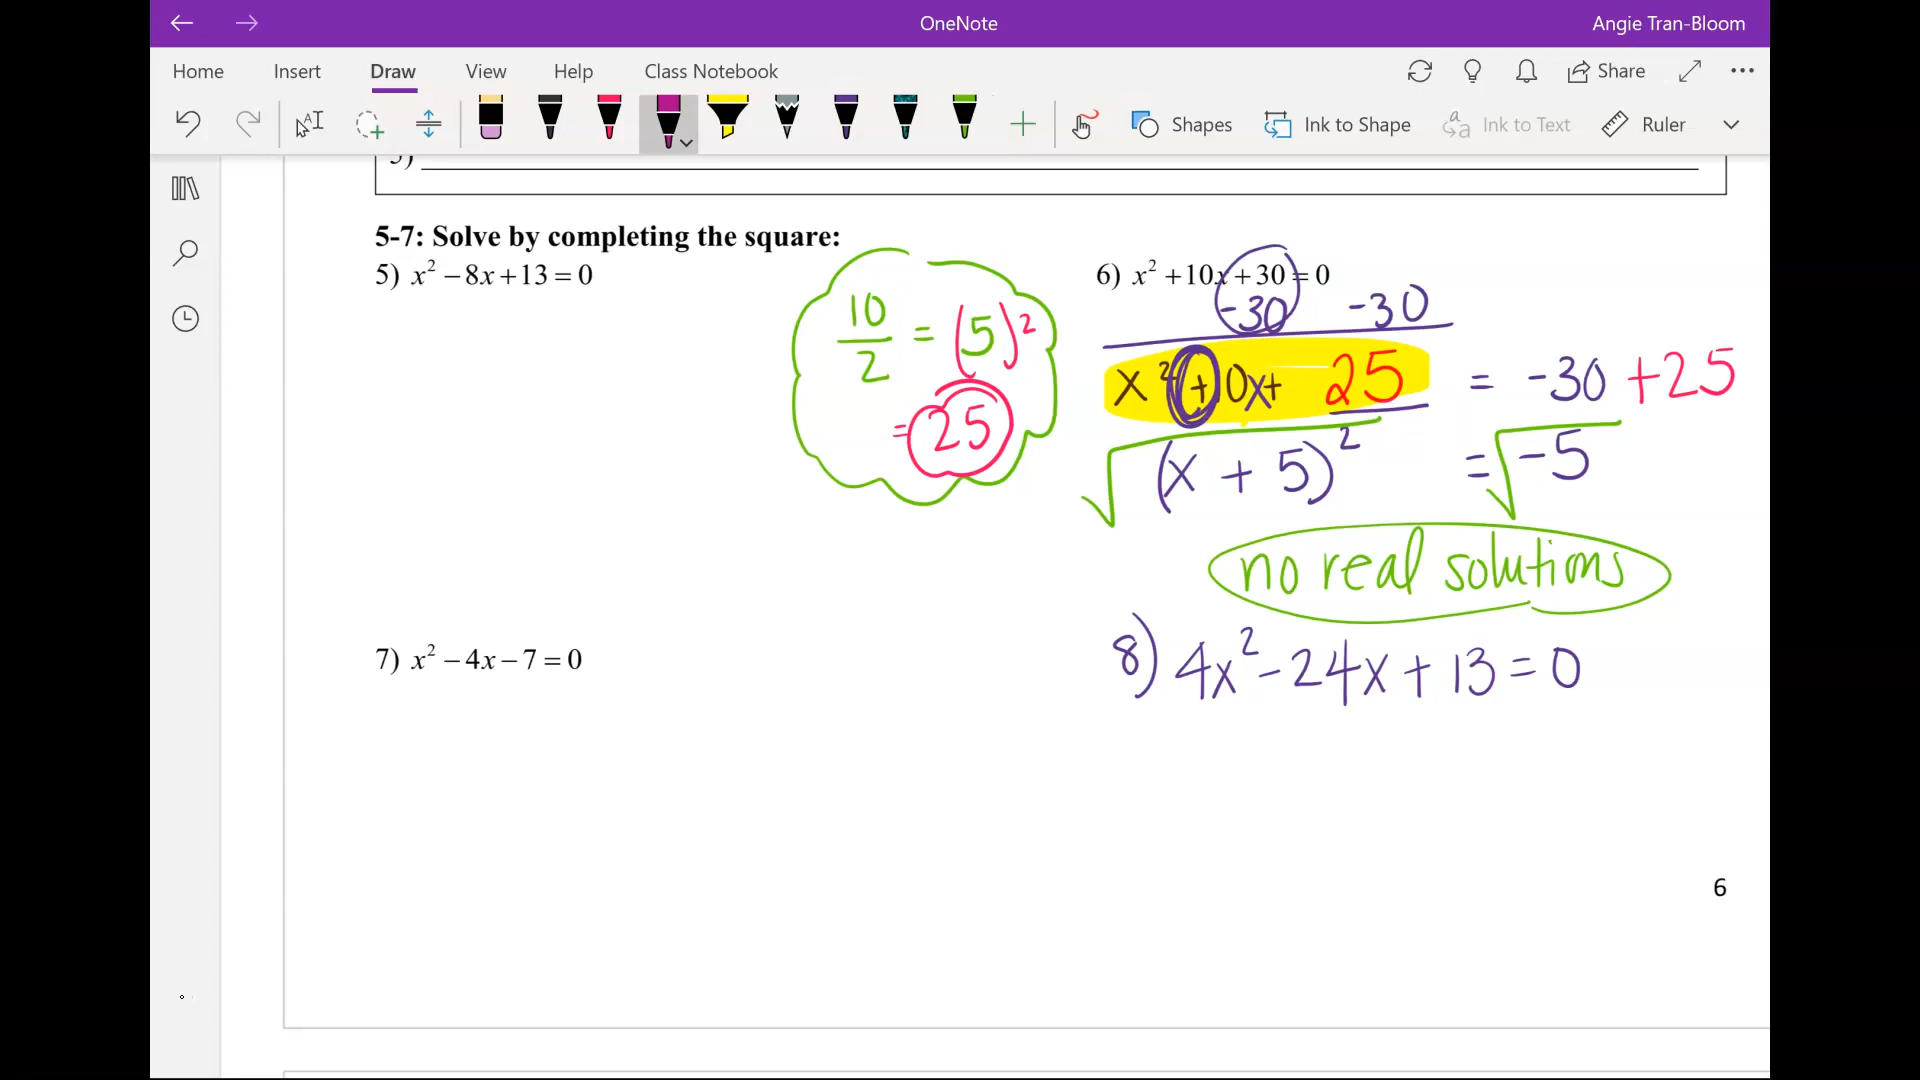 OneNote
Angie Tran-Bloom
Home Insert Draw View Help Class Notebook Share
Shapes Ink to Shape Ink to Text Ruler
5-7: Solve by completing the square:
5) x² − 8x + 13 = 0
10/2 = (5)²
= 25
6) x² + 10x + 30 = 0
-30 -30
x² + 10x + 25 = -30 + 25
√(x + 5)² = √-5
no real solutions
7) x² − 4x − 7 = 0
8) 4x² - 24x + 13 = 0
6